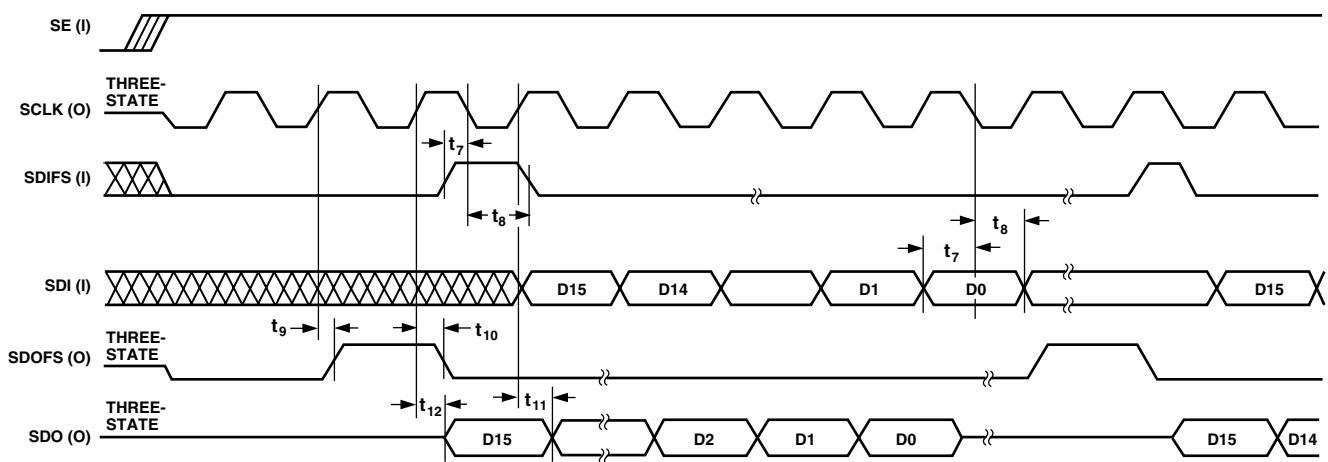 SE (I)
THREE-
STATE
SCLK (O)
t7
SDIFS (I)
t8
t8
t7
SDI (I)
D15
D14
D1
D0
D15
t9
t10
THREE-
STATE
SDOFS (O)
t12
t11
THREE-
STATE
SDO (O)
D15
D2
D1
D0
D15
D14